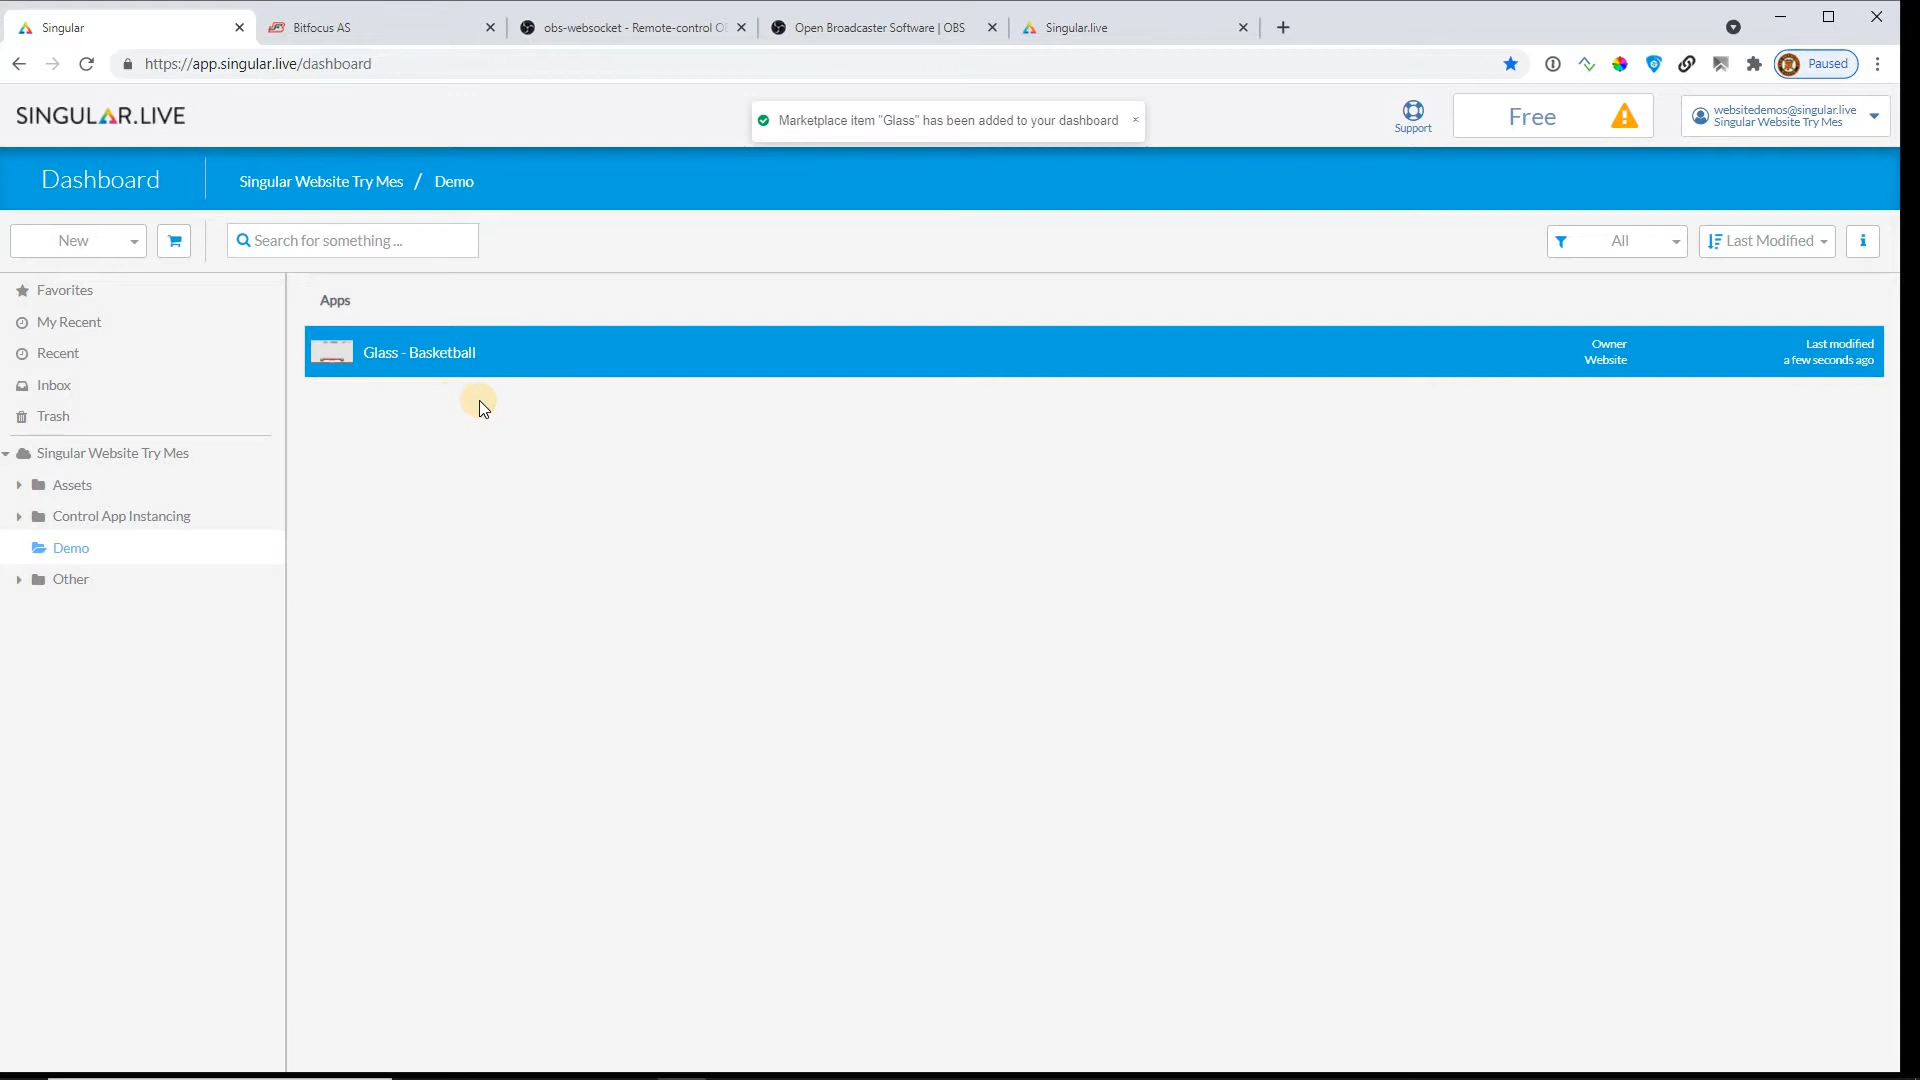 Singular
Bitfocus AS
obs-websocket - Remote-control O
Open Broadcaster Software | OBS
Singular.live
https://app.singular.live/dashboard
Paused
SINGULAR.LIVE
Marketplace item "Glass" has been added to your dashboard
Support
Free
websitedemos@singular.live
Singular Website Try Mes
Dashboard
Singular Website Try Mes / Demo
New
Search for something ...
All
Last Modified
Favorites
My Recent
Recent
Inbox
Trash
Singular Website Try Mes
Assets
Control App Instancing
Demo
Other
Apps
Glass - Basketball
Owner
Website
Last modified
a few seconds ago